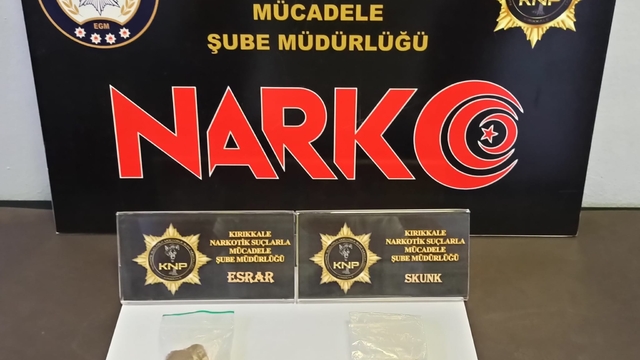 EGM
KNP
MÜCADELE
ŞUBE MÜDÜRLÜĞÜ
NARKO
KNP
KIRIKKALE
NARKOTİK SUÇLARLA
MÜCADELE
ŞUBE MÜDÜRLÜĞÜ
ESRAR
KNP
KIRIKKALE
NARKOTİK SUÇLARLA
MÜCADELE
ŞUBE MÜDÜRLÜĞÜ
SKUNK